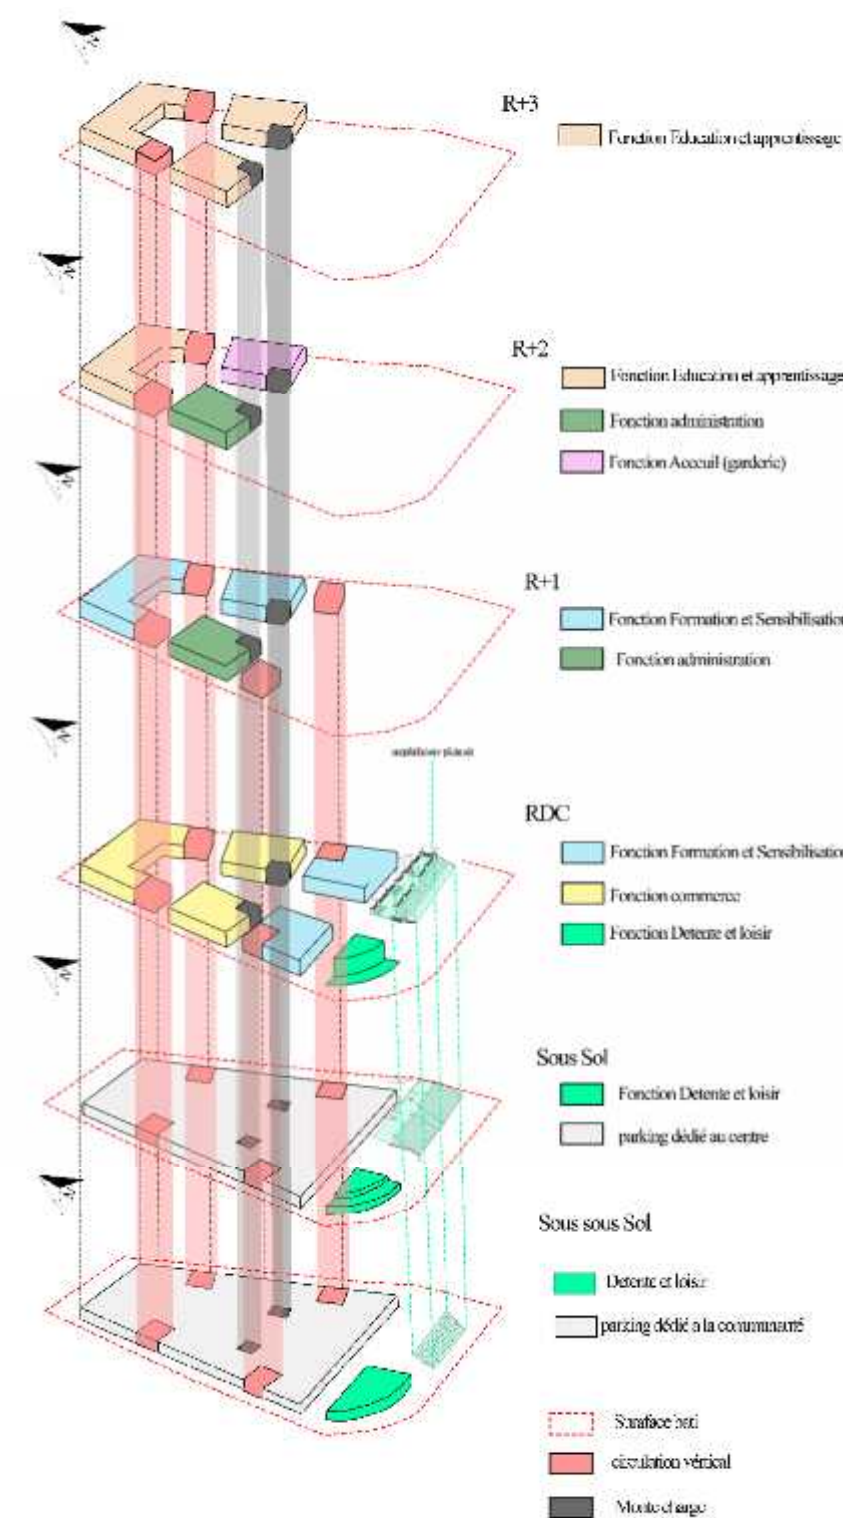 R+3
Fonction Education et apprentissage
R+2
Fonction Education et apprentissage
Fonction administration
Fonction Acceuil (garderie)
R+1
Fonction Formation et Sensibilisation
Fonction administration
RDC
Fonction Formation et Sensibilisation
Fonction commerce
Fonction Detente et loisir
Sous Sol
Fonction Detente et loisir
parking dédié au centre
Sous sous Sol
Detente et loisir
parking dédié a la communauté
Suraface bati
circulation vértical
Monte charge